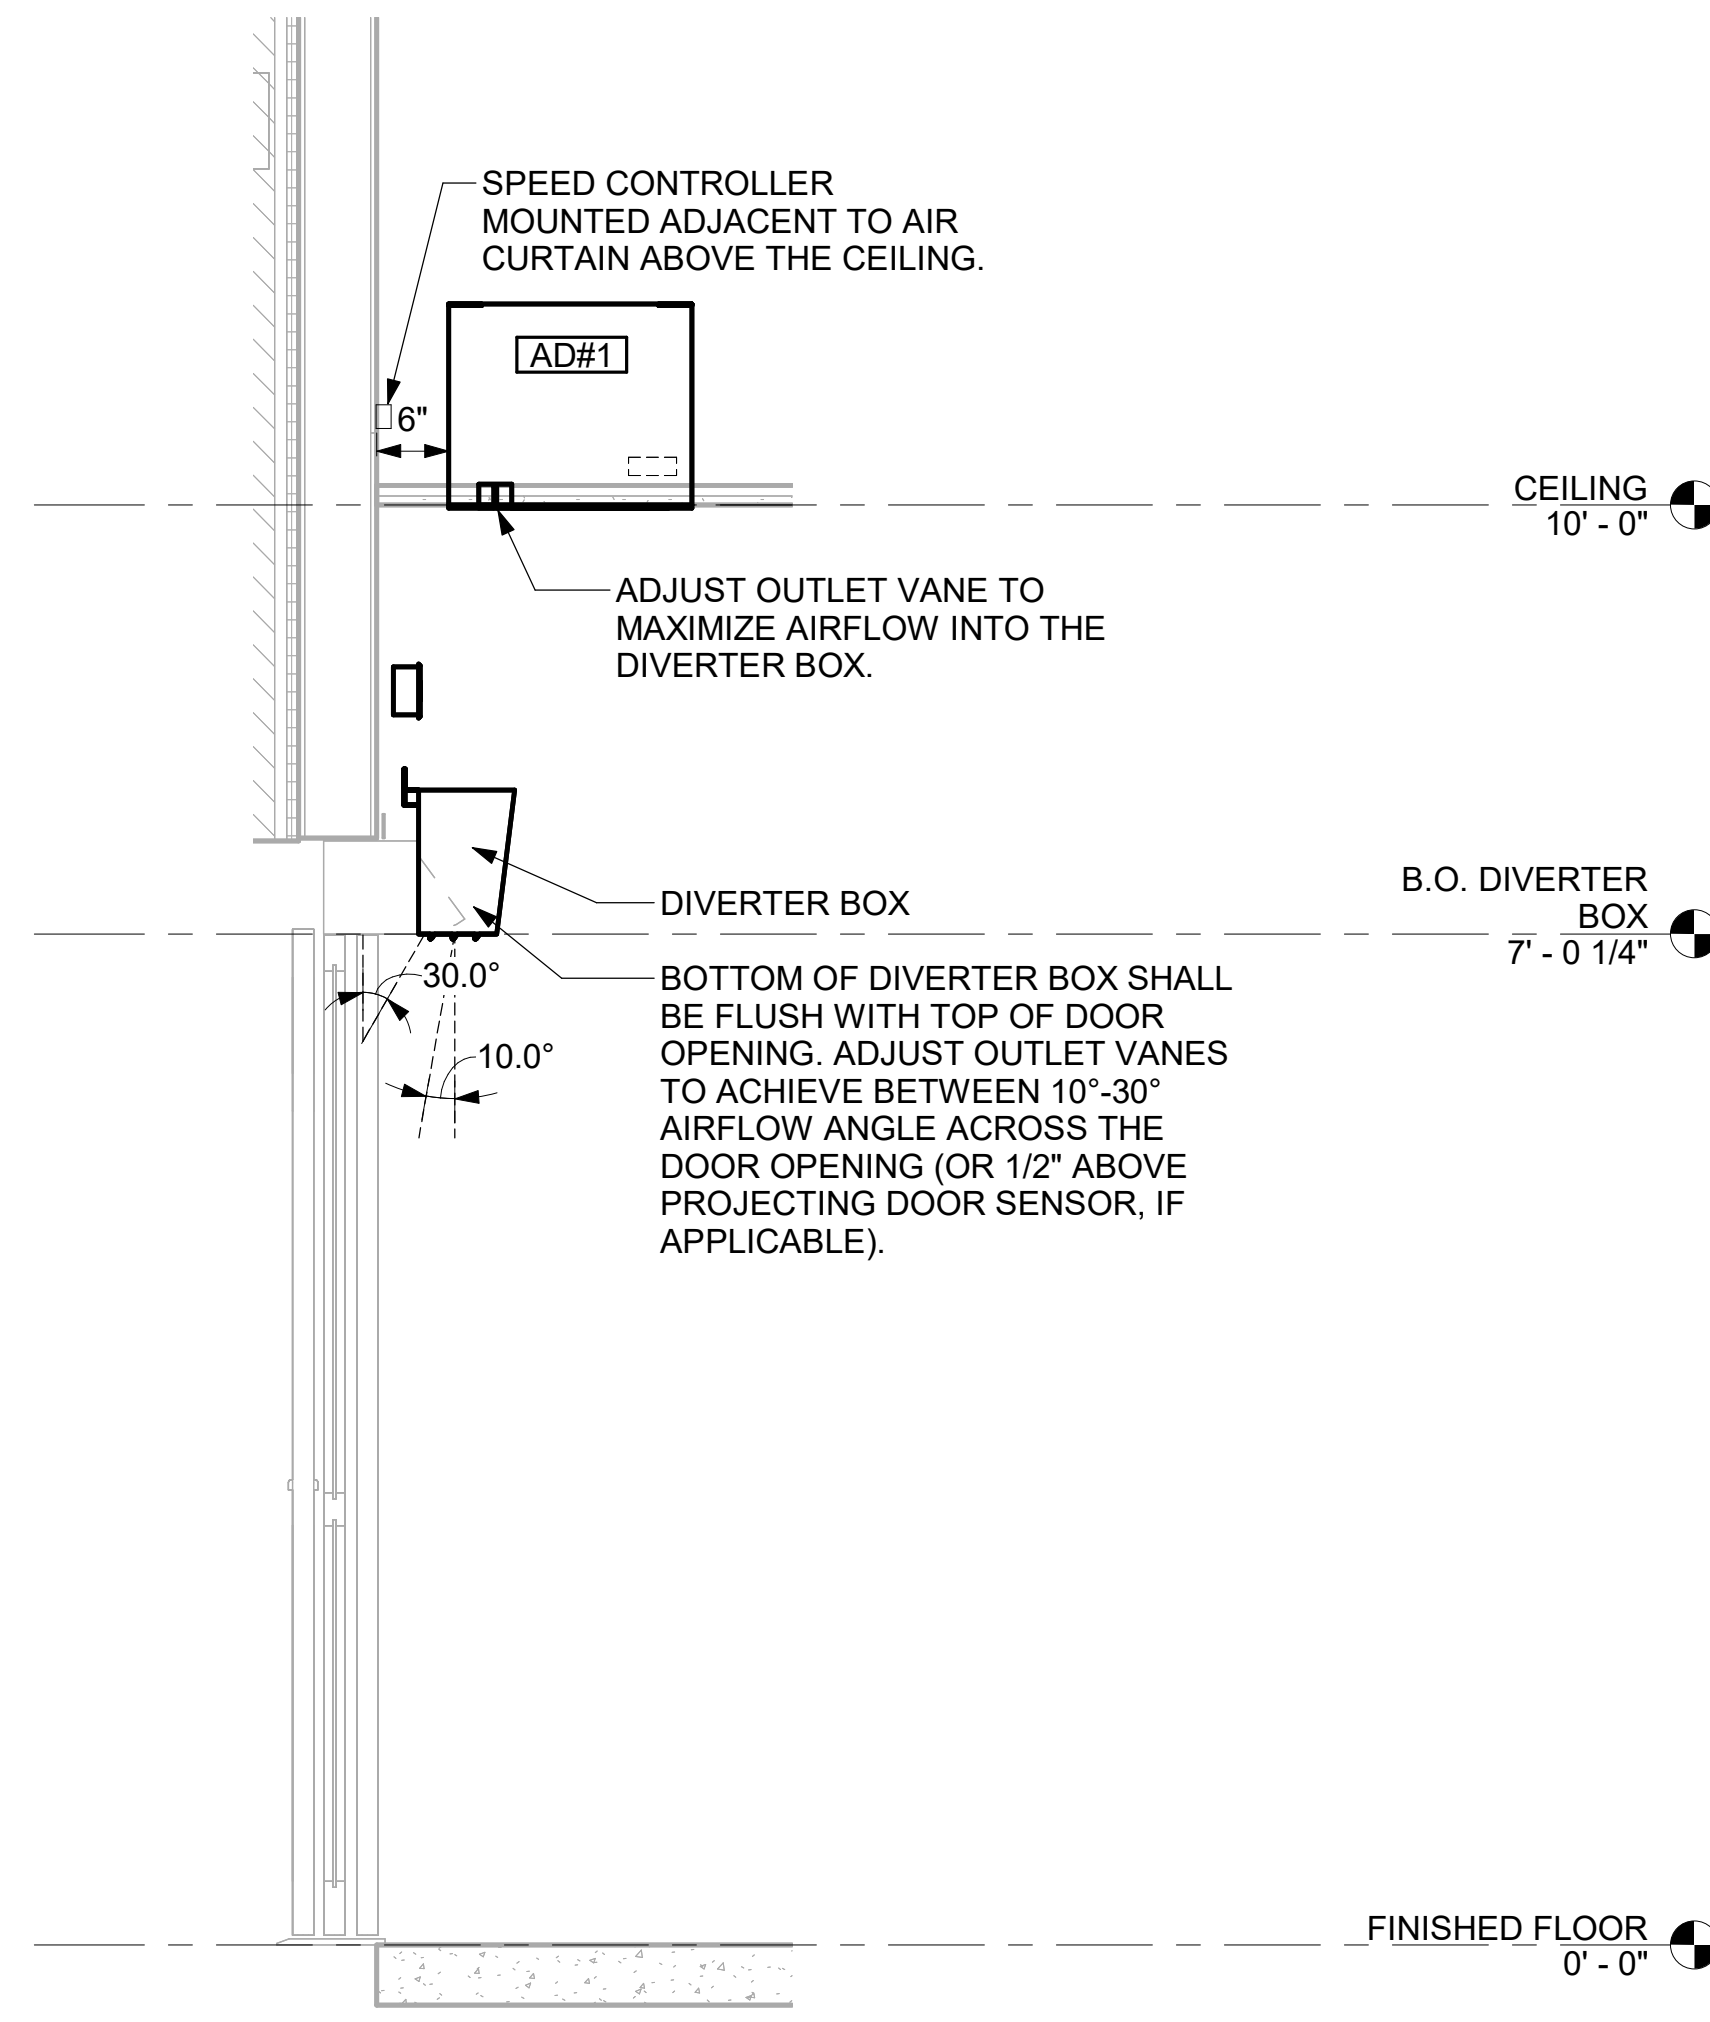 SPEED CONTROLLER
MOUNTED ADJACENT TO AIR
CURTAIN ABOVE THE CEILING.
AD#1
6"
CEILING
10' - 0"
ADJUST OUTLET VANE TO
MAXIMIZE AIRFLOW INTO THE
DIVERTER BOX.
DIVERTER BOX
B.O. DIVERTER
BOX
7' - 0 1/4"
30.0°
10.0°
BOTTOM OF DIVERTER BOX SHALL
BE FLUSH WITH TOP OF DOOR
OPENING. ADJUST OUTLET VANES
TO ACHIEVE BETWEEN 10°-30°
AIRFLOW ANGLE ACROSS THE
DOOR OPENING (OR 1/2" ABOVE
PROJECTING DOOR SENSOR, IF
APPLICABLE).
FINISHED FLOOR
0' - 0"